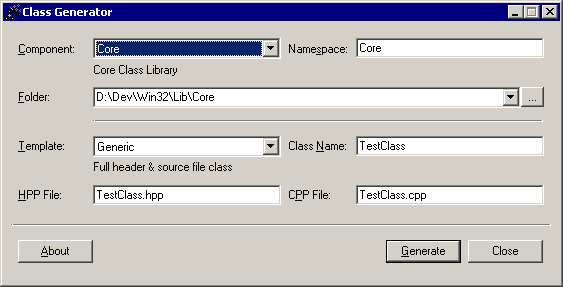 Class Generator
Component: Core Namespace: Core
Core Class Library
Folder: D:\Dev\Win32\Lib\Core ...
Template: Generic Class Name: TestClass
Full header & source file class
HPP File: TestClass.hpp CPP File: TestClass.cpp
About Generate Close